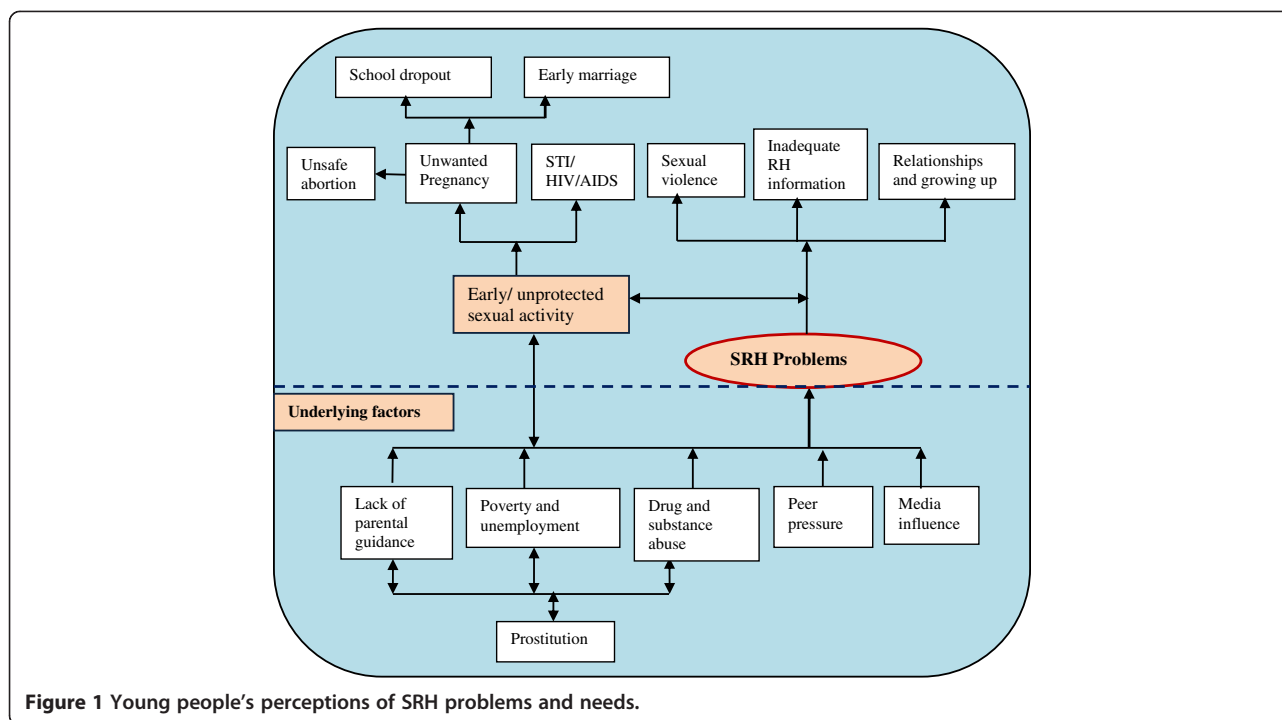 School dropout
Early marriage
Unsafe
abortion
Unwanted
Pregnancy
STI/
HIV/AIDS
Sexual
violence
Inadequate
RH
information
Relationships
and growing up
Early/ unprotected
sexual activity
SRH Problems
Underlying factors
Lack of
parental
guidance
Poverty and
unemployment
Drug and
substance
abuse
Peer
pressure
Media
influence
Prostitution
Figure 1 Young people's perceptions of SRH problems and needs.